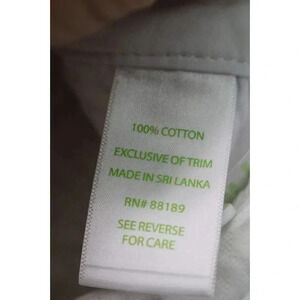 100% COTTON
EXCLUSIVE OF TRIM
MADE IN SRI LANKA
RN# 88189
SEE REVERSE
FOR CARE